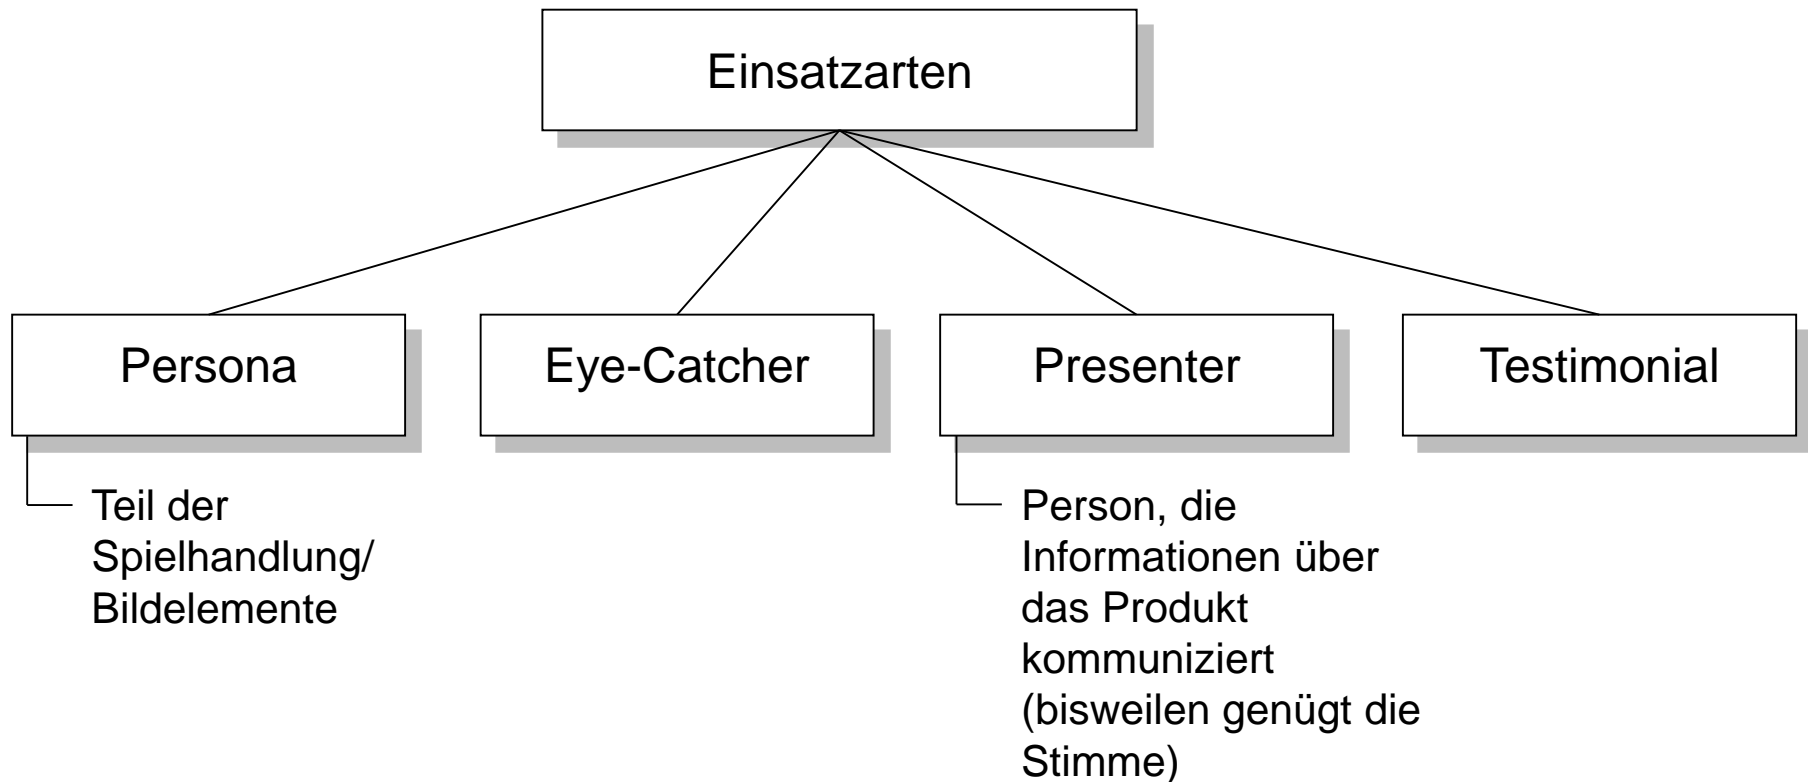 Einsatzarten
Persona
Eye-Catcher
Presenter
Testimonial
Teil der
Spielhandlung/
Bildelemente
Person, die
Informationen über
das Produkt
kommuniziert
(bisweilen genügt die
Stimme)